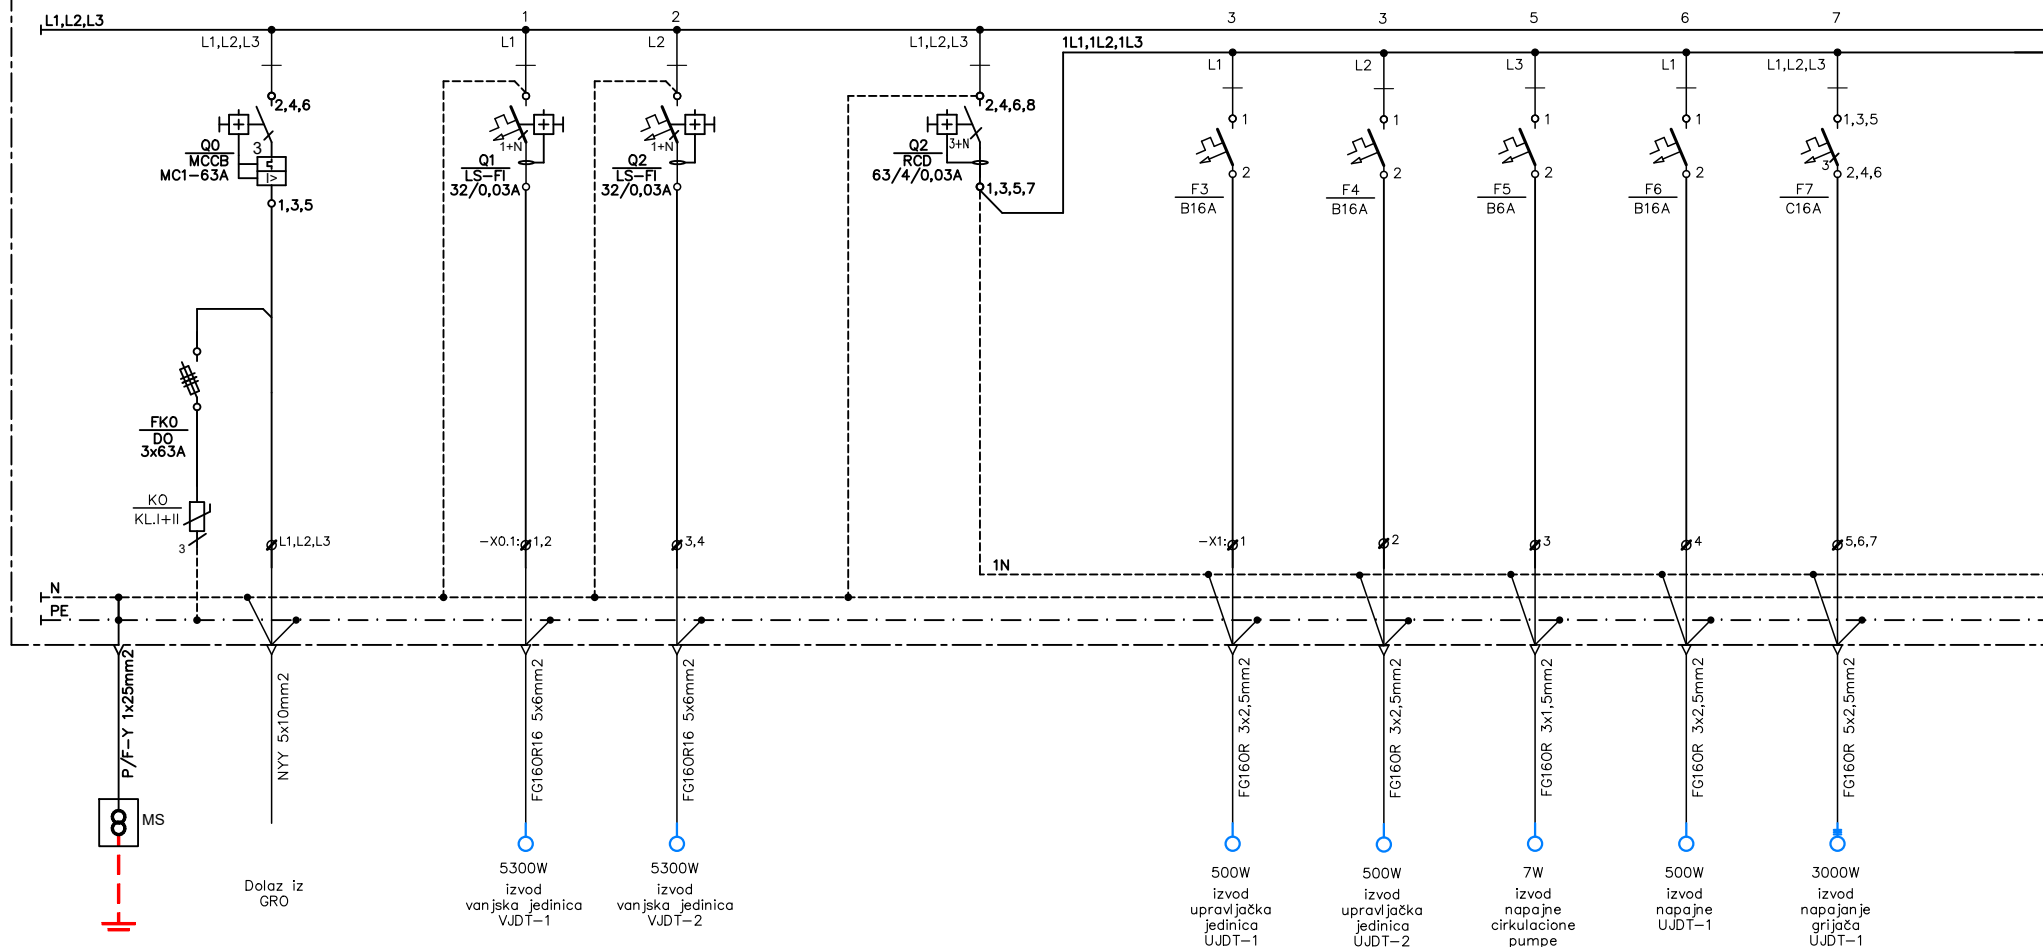 L1,L2,L3
1
2
3
3
5
6
7
L1,L2,L3
L1
L2
L1,L2,L3
1L1,1L2,1L3
L1
L2
L3
L1
L1,L2,L3
2,4,6
Q0
MCCB
MC1-63A
3
I>
1,3,5
1+N
Q1
LS-FI
32/0,03A
1+N
Q2
LS-FI
32/0,03A
2,4,6,8
3+N
Q2
RCD
63/4/0,03A
1,3,5,7
1
2
F3
B16A
1
2
F4
B16A
1
2
F5
B6A
1
2
F6
B16A
1,3,5
3
2,4,6
F7
C16A
FK0
DO
3x63A
K0
KL.I+II
3
L1,L2,L3
-X0.1:
1,2
3,4
-X1:
1
2
3
4
5,6,7
1N
N
PE
P/F-Y 1x25mm2
NYY 5x10mm2
FG16OR16 5x6mm2
FG16OR16 5x6mm2
FG16OR 3x2,5mm2
FG16OR 3x2,5mm2
FG16OR 3x1,5mm2
FG16OR 3x2,5mm2
FG16OR 5x2,5mm2
MS
Dolaz iz
GRO
5300W
izvod
vanjska jedinica
VJDT-1
5300W
izvod
vanjska jedinica
VJDT-2
500W
izvod
upravljačka
jedinica
UJDT-1
500W
izvod
upravljačka
jedinica
UJDT-2
7W
izvod
napajne
cirkulacione
pumpe
500W
izvod
napajne
UJDT-1
3000W
izvod
napajanje
grijača
UJDT-1